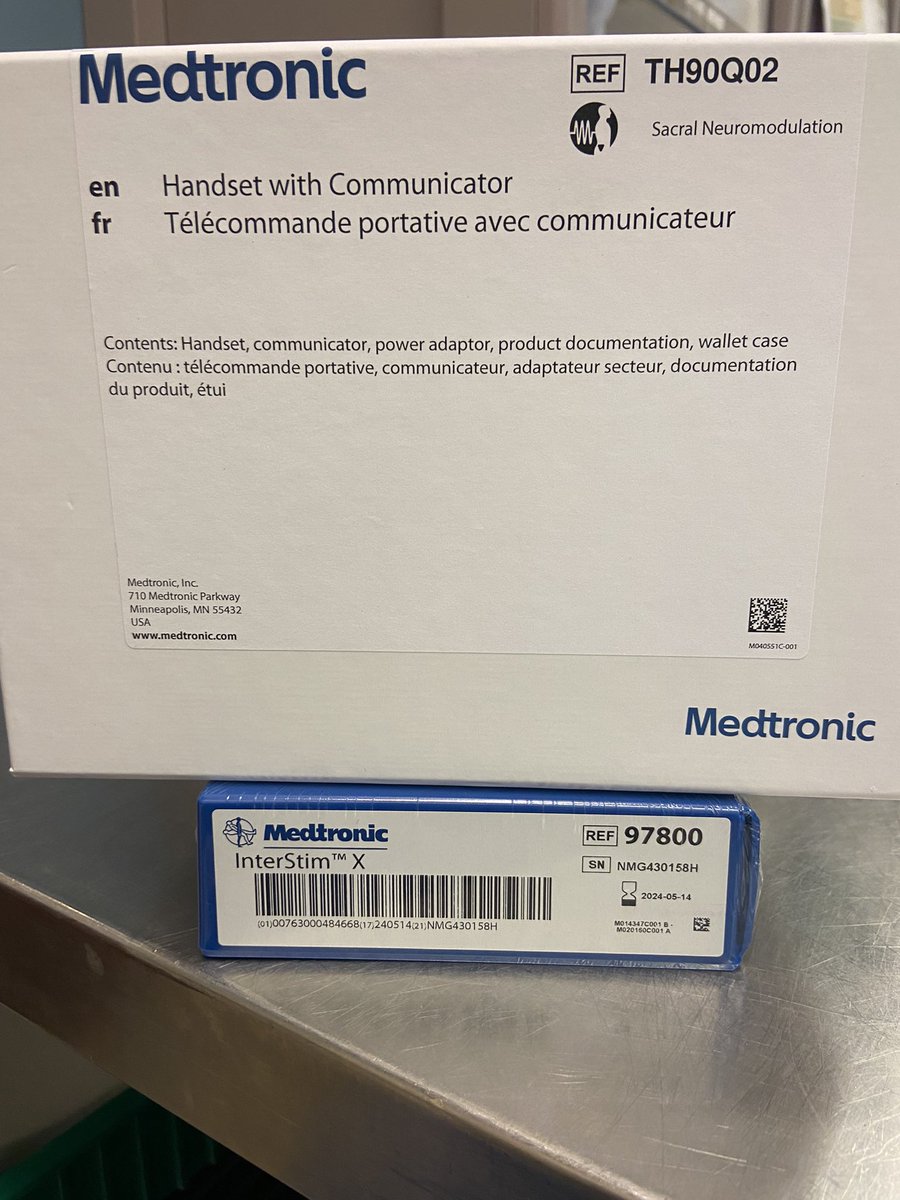 Medtronic
REF TH90Q02
Sacral Neuromodulation
en Handset with Communicator
fr Télécommande portative avec communicateur
Contents: Handset, communicator, power adaptor, product documentation, wallet case
Contenu : télécommande portative, communicateur, adaptateur secteur, documentation
du produit, étui
Medtronic, Inc.
710 Medtronic Parkway
Minneapolis, MN 55432
USA
www.medtronic.com
M040551C-001
Medtronic
Medtronic
InterStim™ X
REF 97800
SN NMG430158H
2024-05-14
(01)00763000484668(17)240514(21)NMG430158H
M014347C001 B -
M020160C001 A